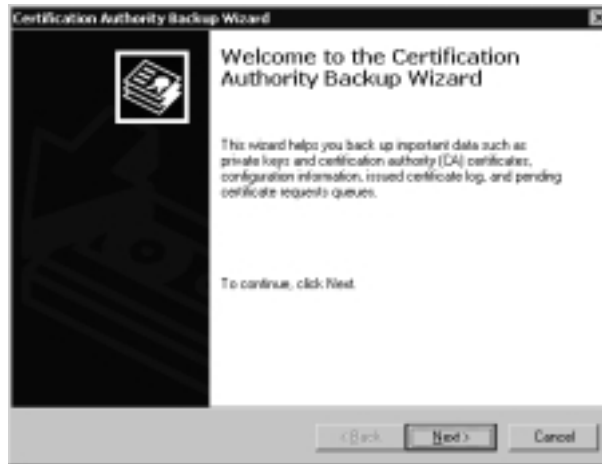 Certification Authority Backup Wizard
Welcome to the Certification
Authority Backup Wizard
This wizard helps you back up important data such as
private keys and certification authority (CA) certificates,
configuration information, issued certificate log, and pending
certificate requests queues.
To continue, click Next.
< Back
Next >
Cancel